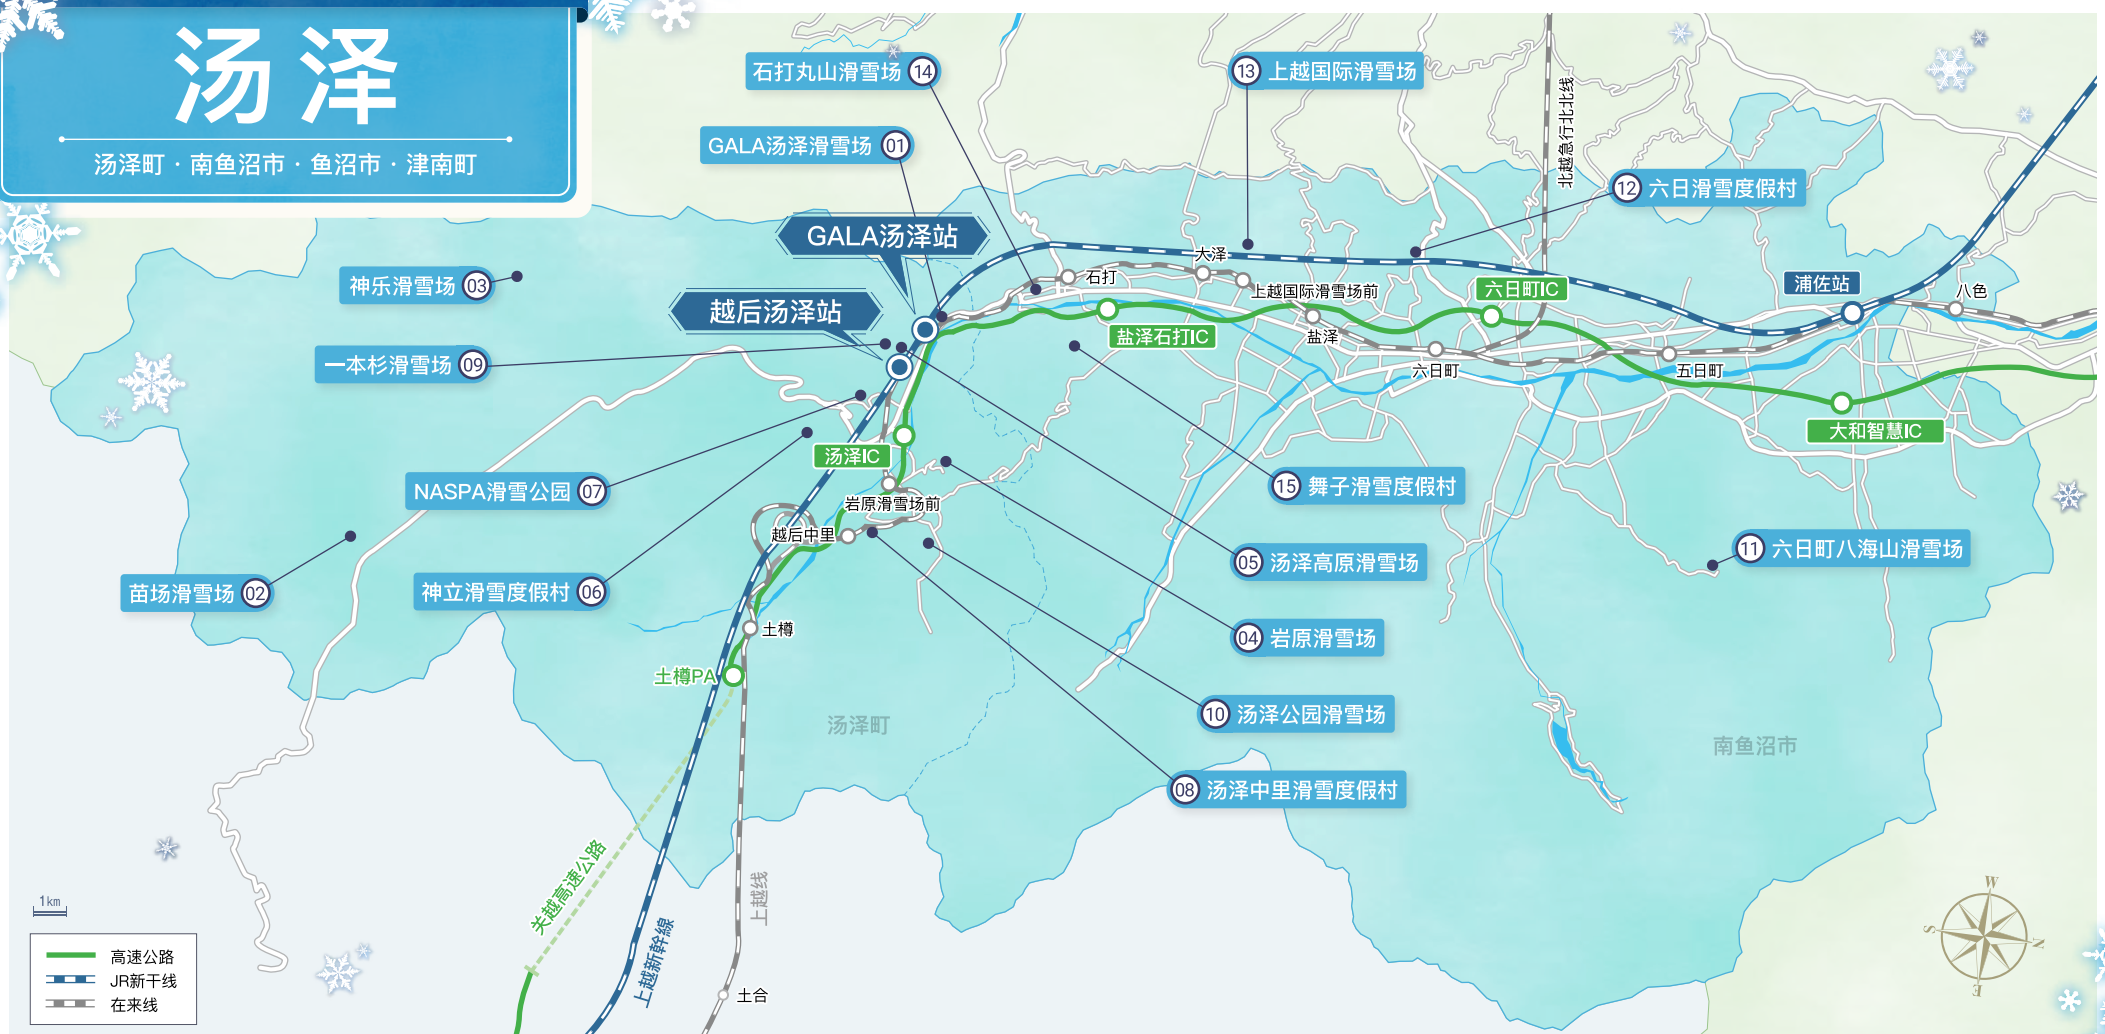 汤泽
汤泽町 · 南鱼沼市 · 鱼沼市 · 津南町
石打丸山滑雪场 14
13 上越国际滑雪场
GALA汤泽滑雪场 01
北越急行北北线
12 六日滑雪度假村
GALA汤泽站
大泽
神乐滑雪场 03
石打
上越国际滑雪场前
六日町IC
浦佐站
八色
越后汤泽站
盐泽石打IC
盐泽
一本杉滑雪场 09
六日町
五日町
大和智慧IC
汤泽IC
NASPA滑雪公园 07
岩原滑雪场前
15 舞子滑雪度假村
越后中里
11 六日町八海山滑雪场
苗场滑雪场 02
神立滑雪度假村 06
05 汤泽高原滑雪场
土樽
04 岩原滑雪场
土樽PA
10 汤泽公园滑雪场
汤泽町
南鱼沼市
08 汤泽中里滑雪度假村
关越高速公路
上越线
上越新幹線
土合
1km
高速公路
JR新干线
在来线
W
S
N
E